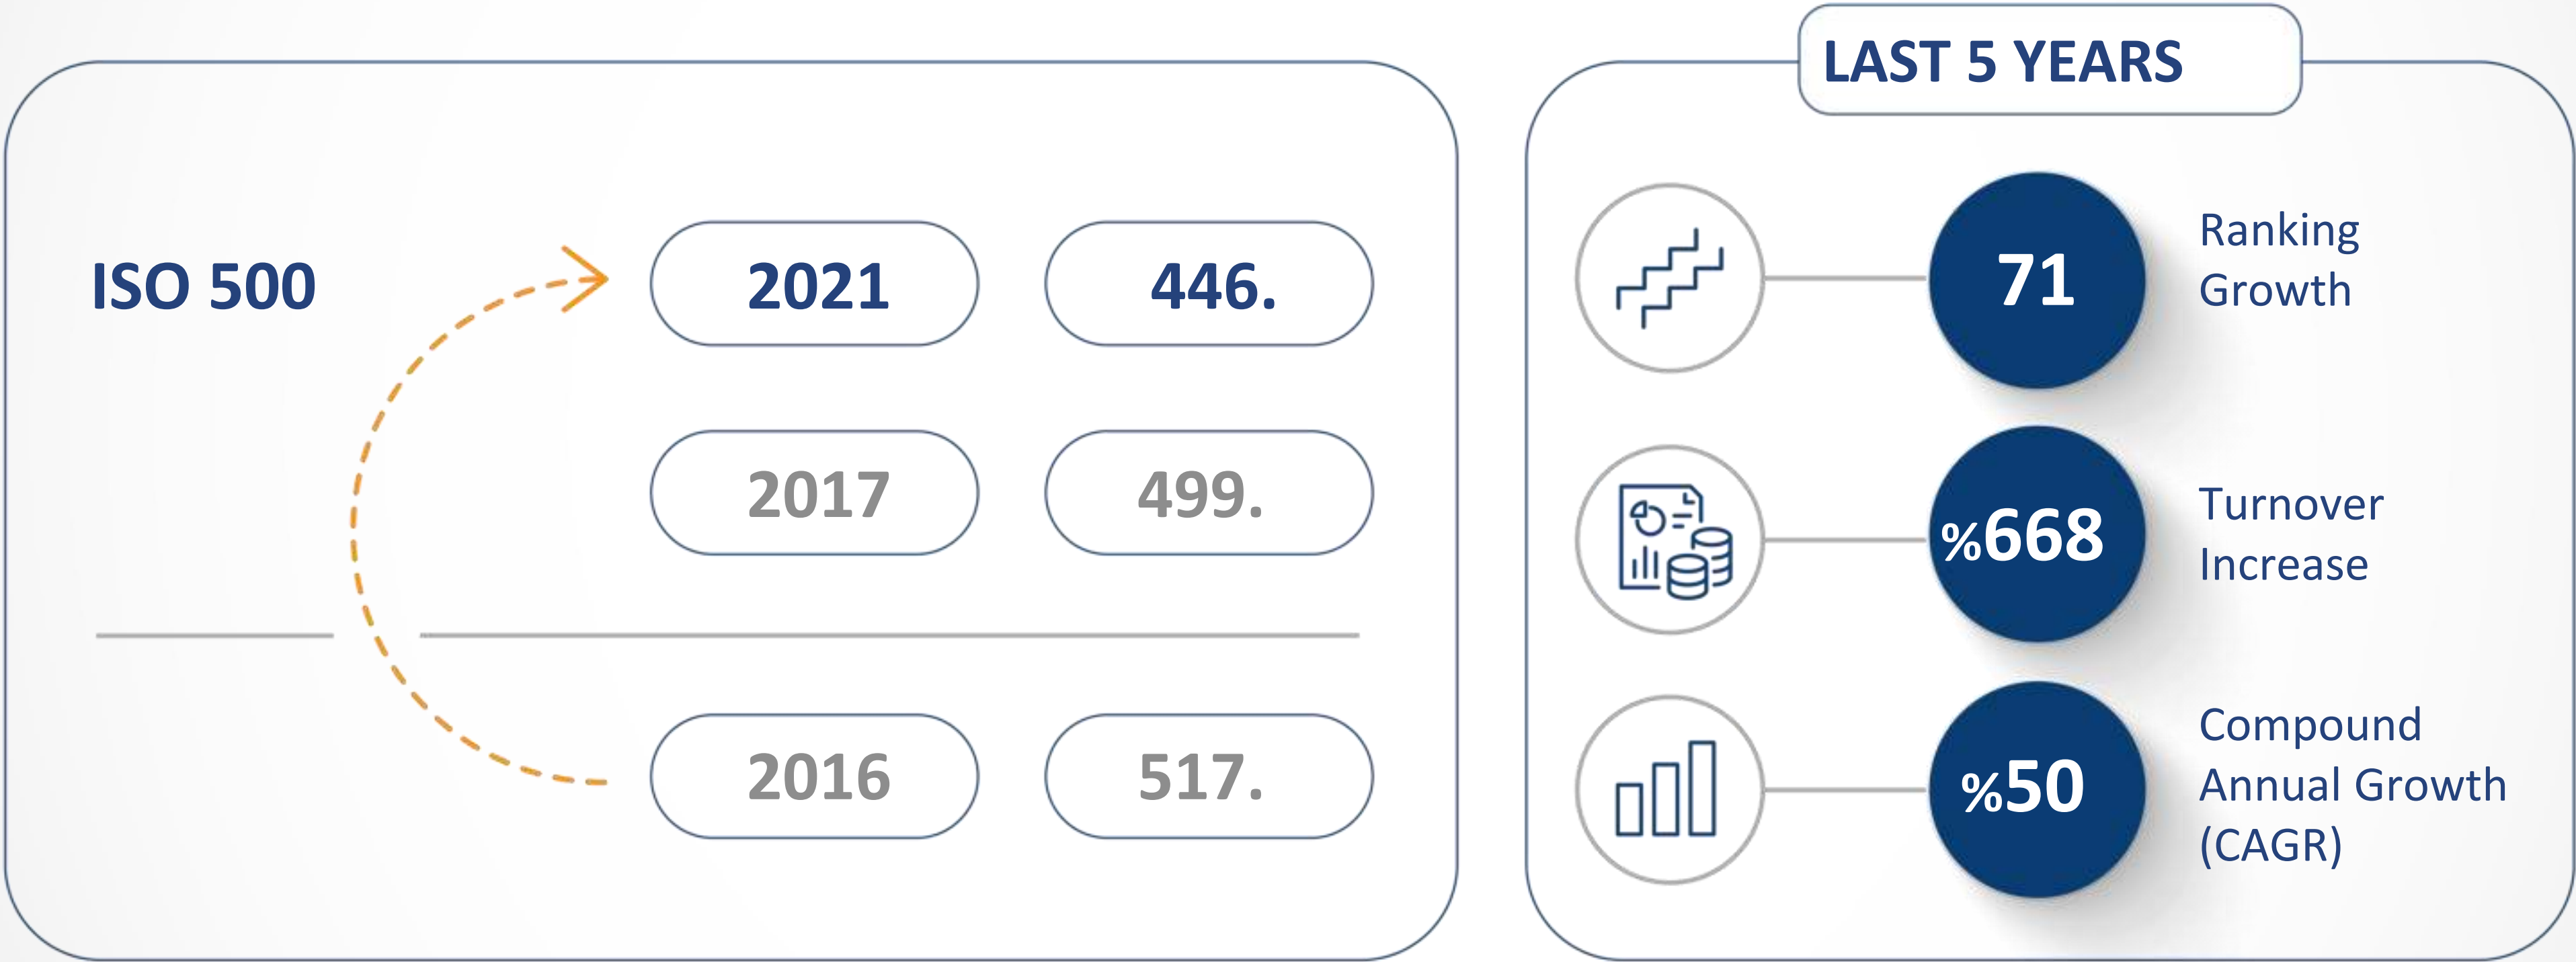 ISO 500
2021 446.
2017 499.
2016 517.
LAST 5 YEARS
71
Ranking
Growth
%668
Turnover
Increase
%50
Compound
Annual Growth
(CAGR)